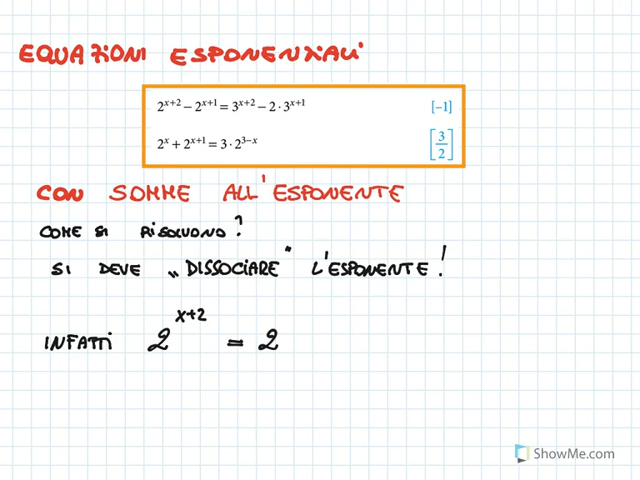 EQUAZIONI ESPONENZIALI
2^{x+2} − 2^{x+1} = 3^{x+2} − 2 · 3^{x+1} [−1]
2^x + 2^{x+1} = 3 · 2^{3−x} [3/2]
CON SOMME ALL'ESPONENTE
COME SI RISOLVONO?
SI DEVE „DISSOCIARE" L'ESPONENTE!
INFATTI 2^{x+2} = 2
ShowMe.com